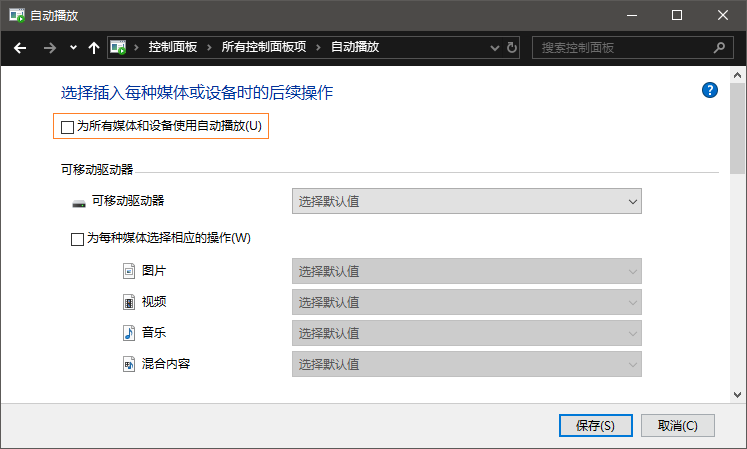 自动播放
控制面板 所有控制面板项 自动播放
搜索控制面板
选择插入每种媒体或设备时的后续操作
?
为所有媒体和设备使用自动播放(U)
可移动驱动器
可移动驱动器 选择默认值
为每种媒体选择相应的操作(W)
图片 选择默认值
视频 选择默认值
音乐 选择默认值
混合内容 选择默认值
保存(S) 取消(C)